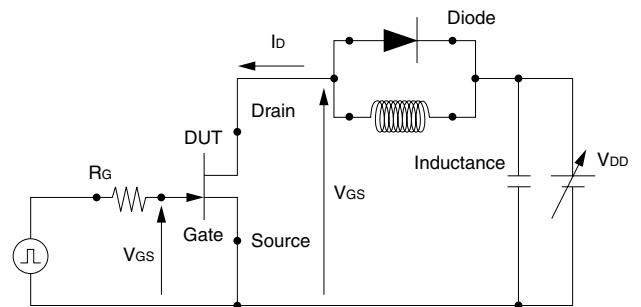 Diode
ID
Drain
DUT
Inductance
VDD
RG
VGS
VGS
Gate
Source